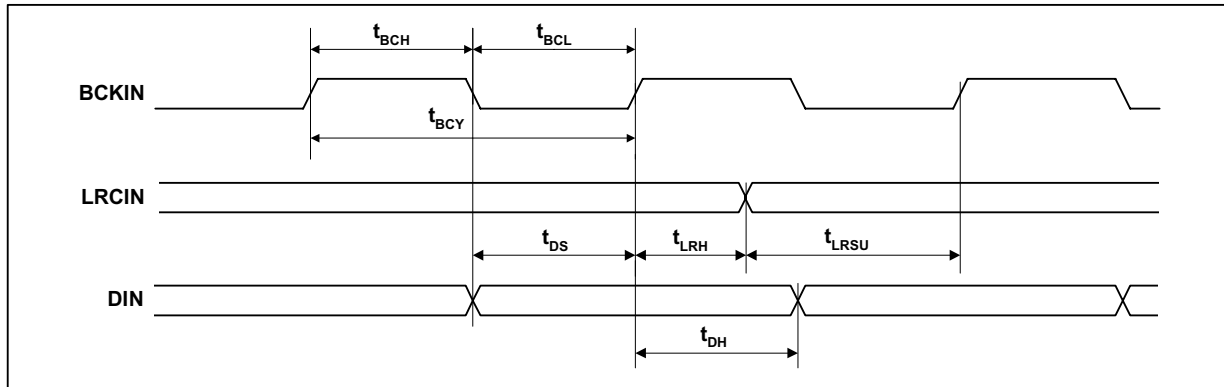 tBCH
tBCL
BCKIN
tBCY
LRCIN
tDS
tLRH
tLRSU
DIN
tDH